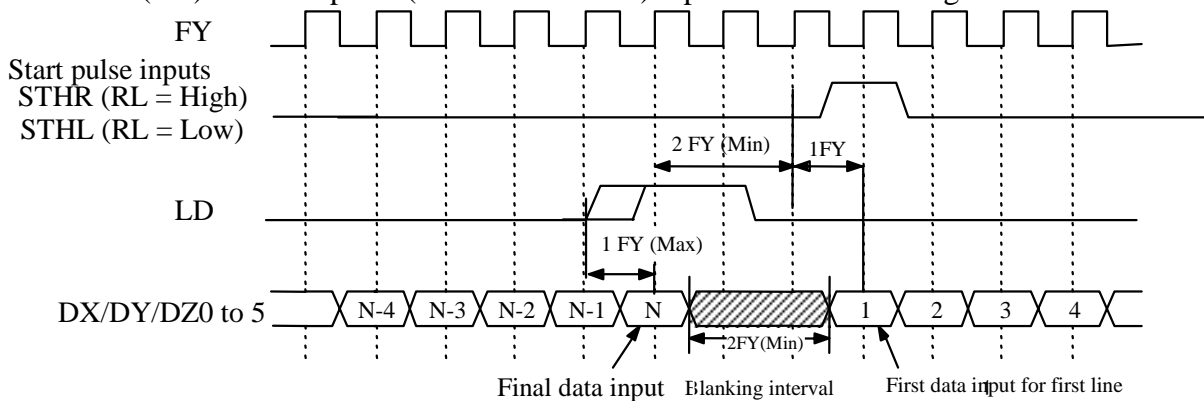 FY
Start pulse inputs
STHR (RL = High)
STHL (RL = Low)
2 FY (Min)
1FY
LD
1 FY (Max)
DX/DY/DZ0 to 5
N-4
N-3
N-2
N-1
N
1
2
3
4
2FY(Min)
Final data input
Blanking interval
First data input for first line